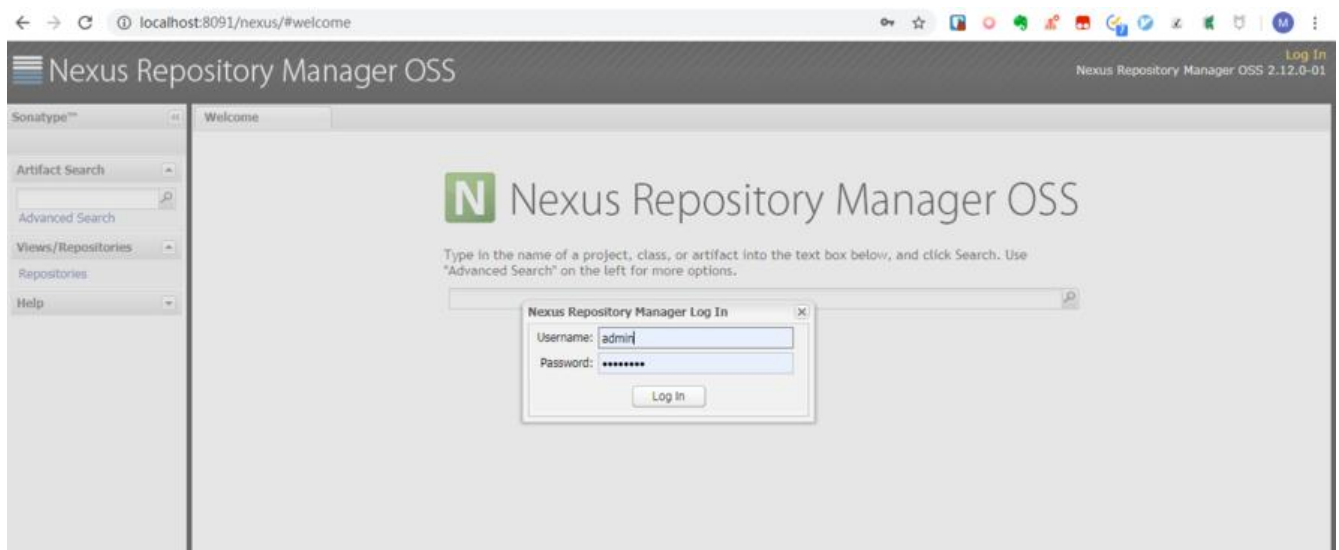 localhost:8091/nexus/#welcome
Nexus Repository Manager OSS
Log In
Nexus Repository Manager OSS 2.12.0-01
Sonatype™
Welcome
Artifact Search
Advanced Search
Views/Repositories
Repositories
Help
N Nexus Repository Manager OSS
Type in the name of a project, class, or artifact into the text box below, and click Search. Use
"Advanced Search" on the left for more options.
Nexus Repository Manager Log In
Username: admin
Password: ••••••••
Log In
M
7